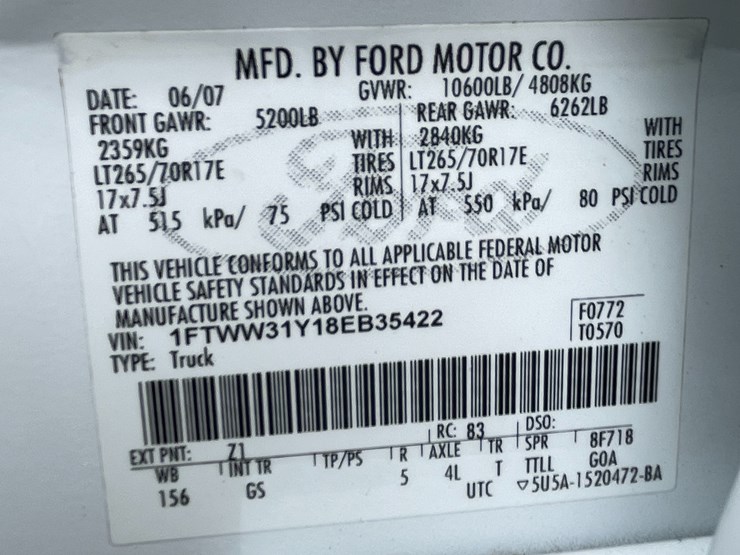 MFD. BY FORD MOTOR CO.
DATE: 06/07 GVWR: 10600LB/ 4808KG
FRONT GAWR: 5200LB REAR GAWR: 6262LB
2359KG WITH 2840KG WITH
LT265/70R17E TIRES LT265/70R17E TIRES
17x7.5J RIMS 17x7.5J RIMS
AT 515 kPa/ 75 PSI COLD AT 550 kPa/ 80 PSI COLD
Ford
THIS VEHICLE CONFORMS TO ALL APPLICABLE FEDERAL MOTOR
VEHICLE SAFETY STANDARDS IN EFFECT ON THE DATE OF
MANUFACTURE SHOWN ABOVE.
VIN: 1FTWW31Y18EB35422 F0772
TYPE: Truck T0570
EXT PNT: Z1 RC: 83 DSO:
WB INT TR TP/PS R AXLE TR SPR 8F718
156 GS 5 4L T TTLL GOA
UTC ▽5U5A-1520472-BA